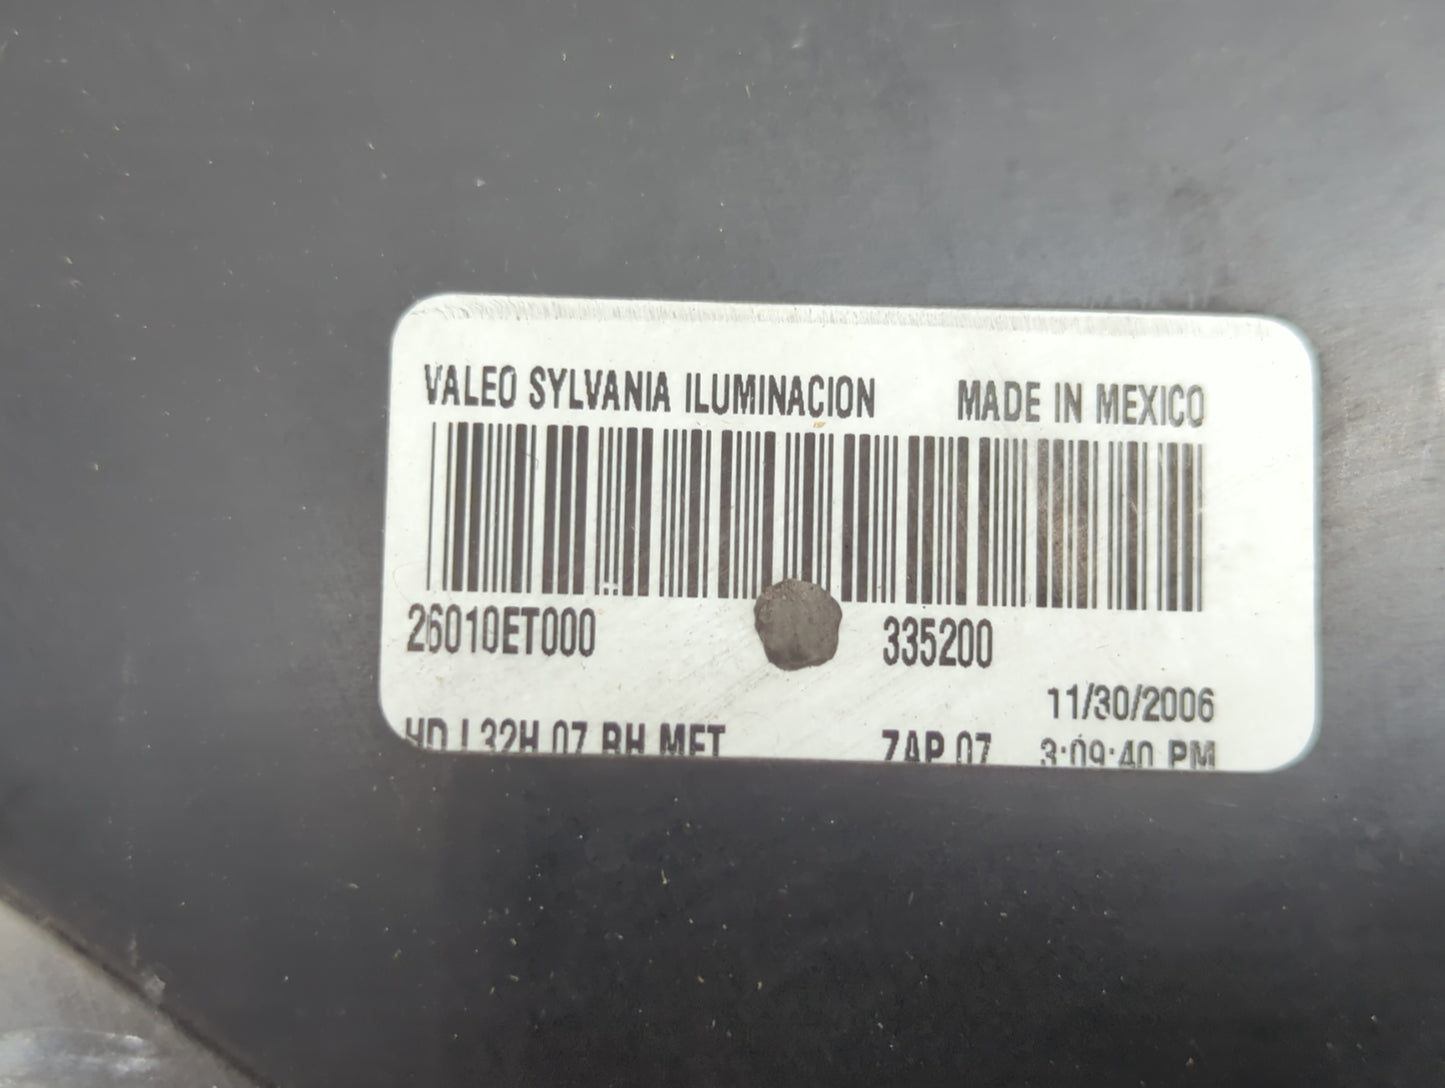 VALEO SYLVANIA ILUMINACION MADE IN MEXICO
26010ET000 335200
11/30/2006
HD L32H 07 RH MET 7AP 07 3:09:40 PM